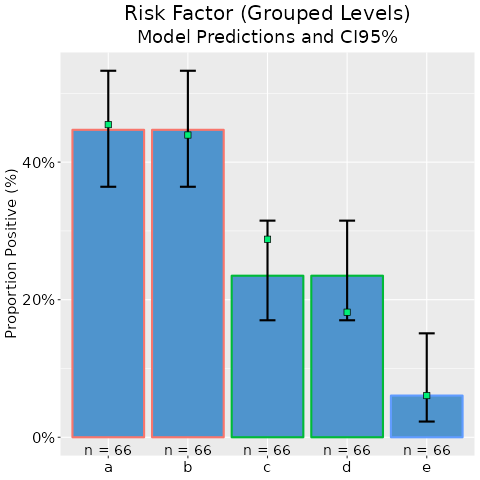 Risk Factor (Grouped Levels)
Model Predictions and CI95%
Proportion Positive (%)
40%
20%
0%
n = 66 n = 66 n = 66 n = 66 n = 66
a b c d e